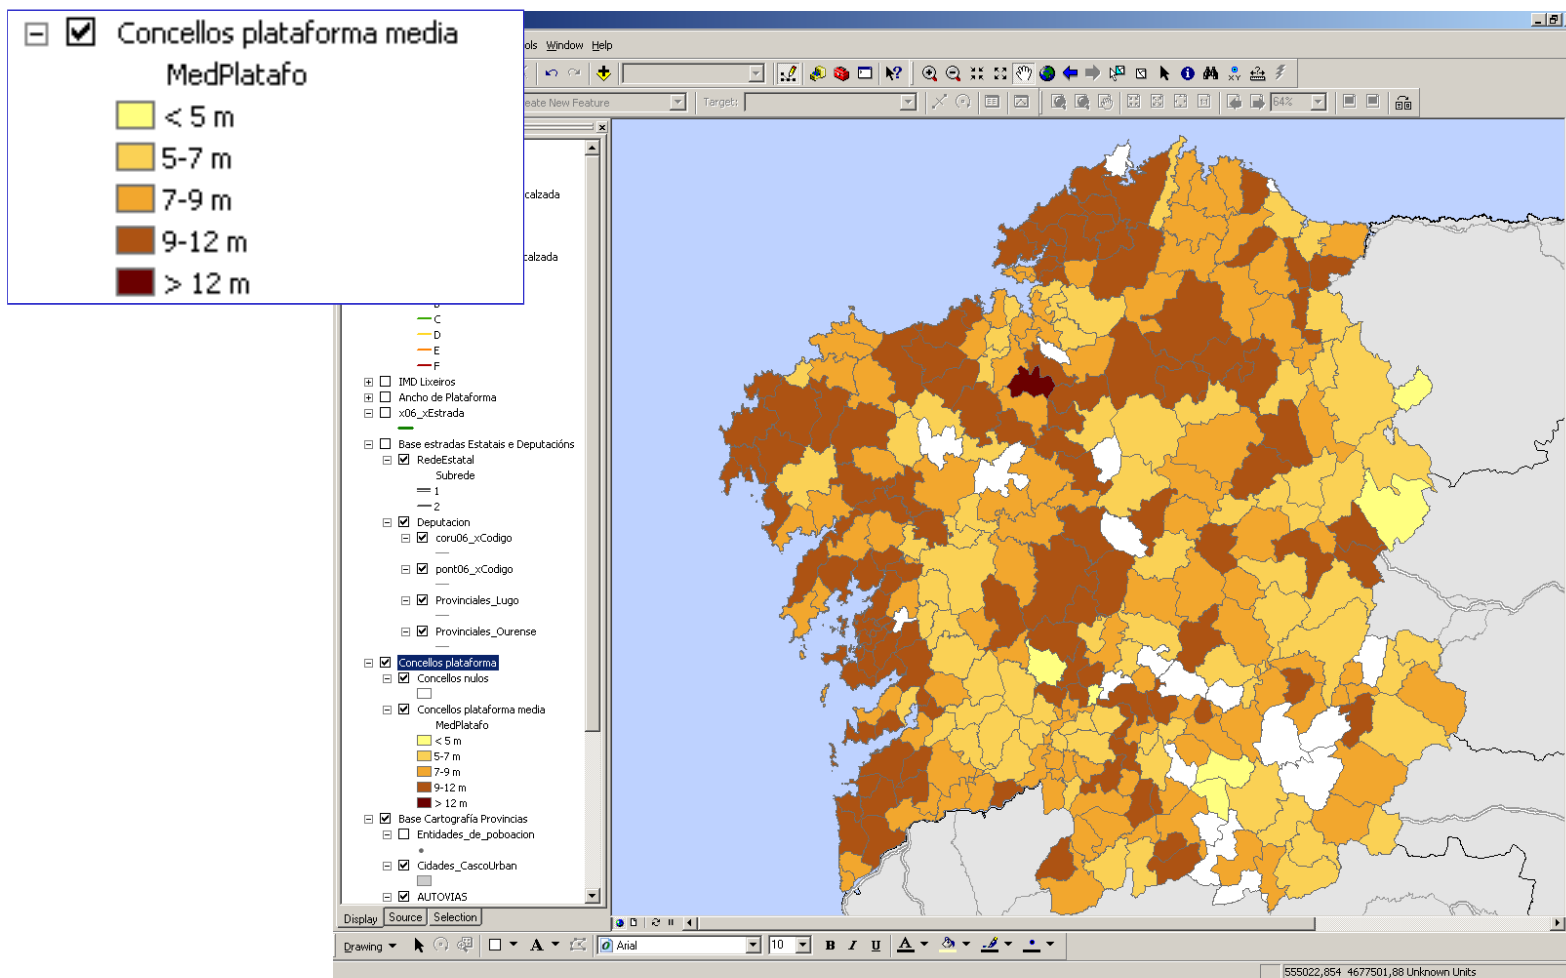 Concellos plataforma media
MedPlatafo
< 5 m
5-7 m
7-9 m
9-12 m
> 12 m
Window Help
eate New Feature
Target:
64%
calzada
calzada
C
D
E
F
IMD Lixeiros
Ancho de Plataforma
x06_xEstrada
Base estradas Estatais e Deputacións
RedeEstatal
Subrede
1
2
Deputacion
coru06_xCodigo
pont06_xCodigo
Provinciales_Lugo
Provinciales_Ourense
Concellos plataforma
Concellos nulos
Concellos plataforma media
MedPlatafo
< 5 m
5-7 m
7-9 m
9-12 m
> 12 m
Base Cartografía Provincias
Entidades_de_poboacion
Cidades_CascoUrban
AUTOVIAS
Display Source Selection
Drawing A Arial 10 B I U A
555022,854 4677501,88 Unknown Units